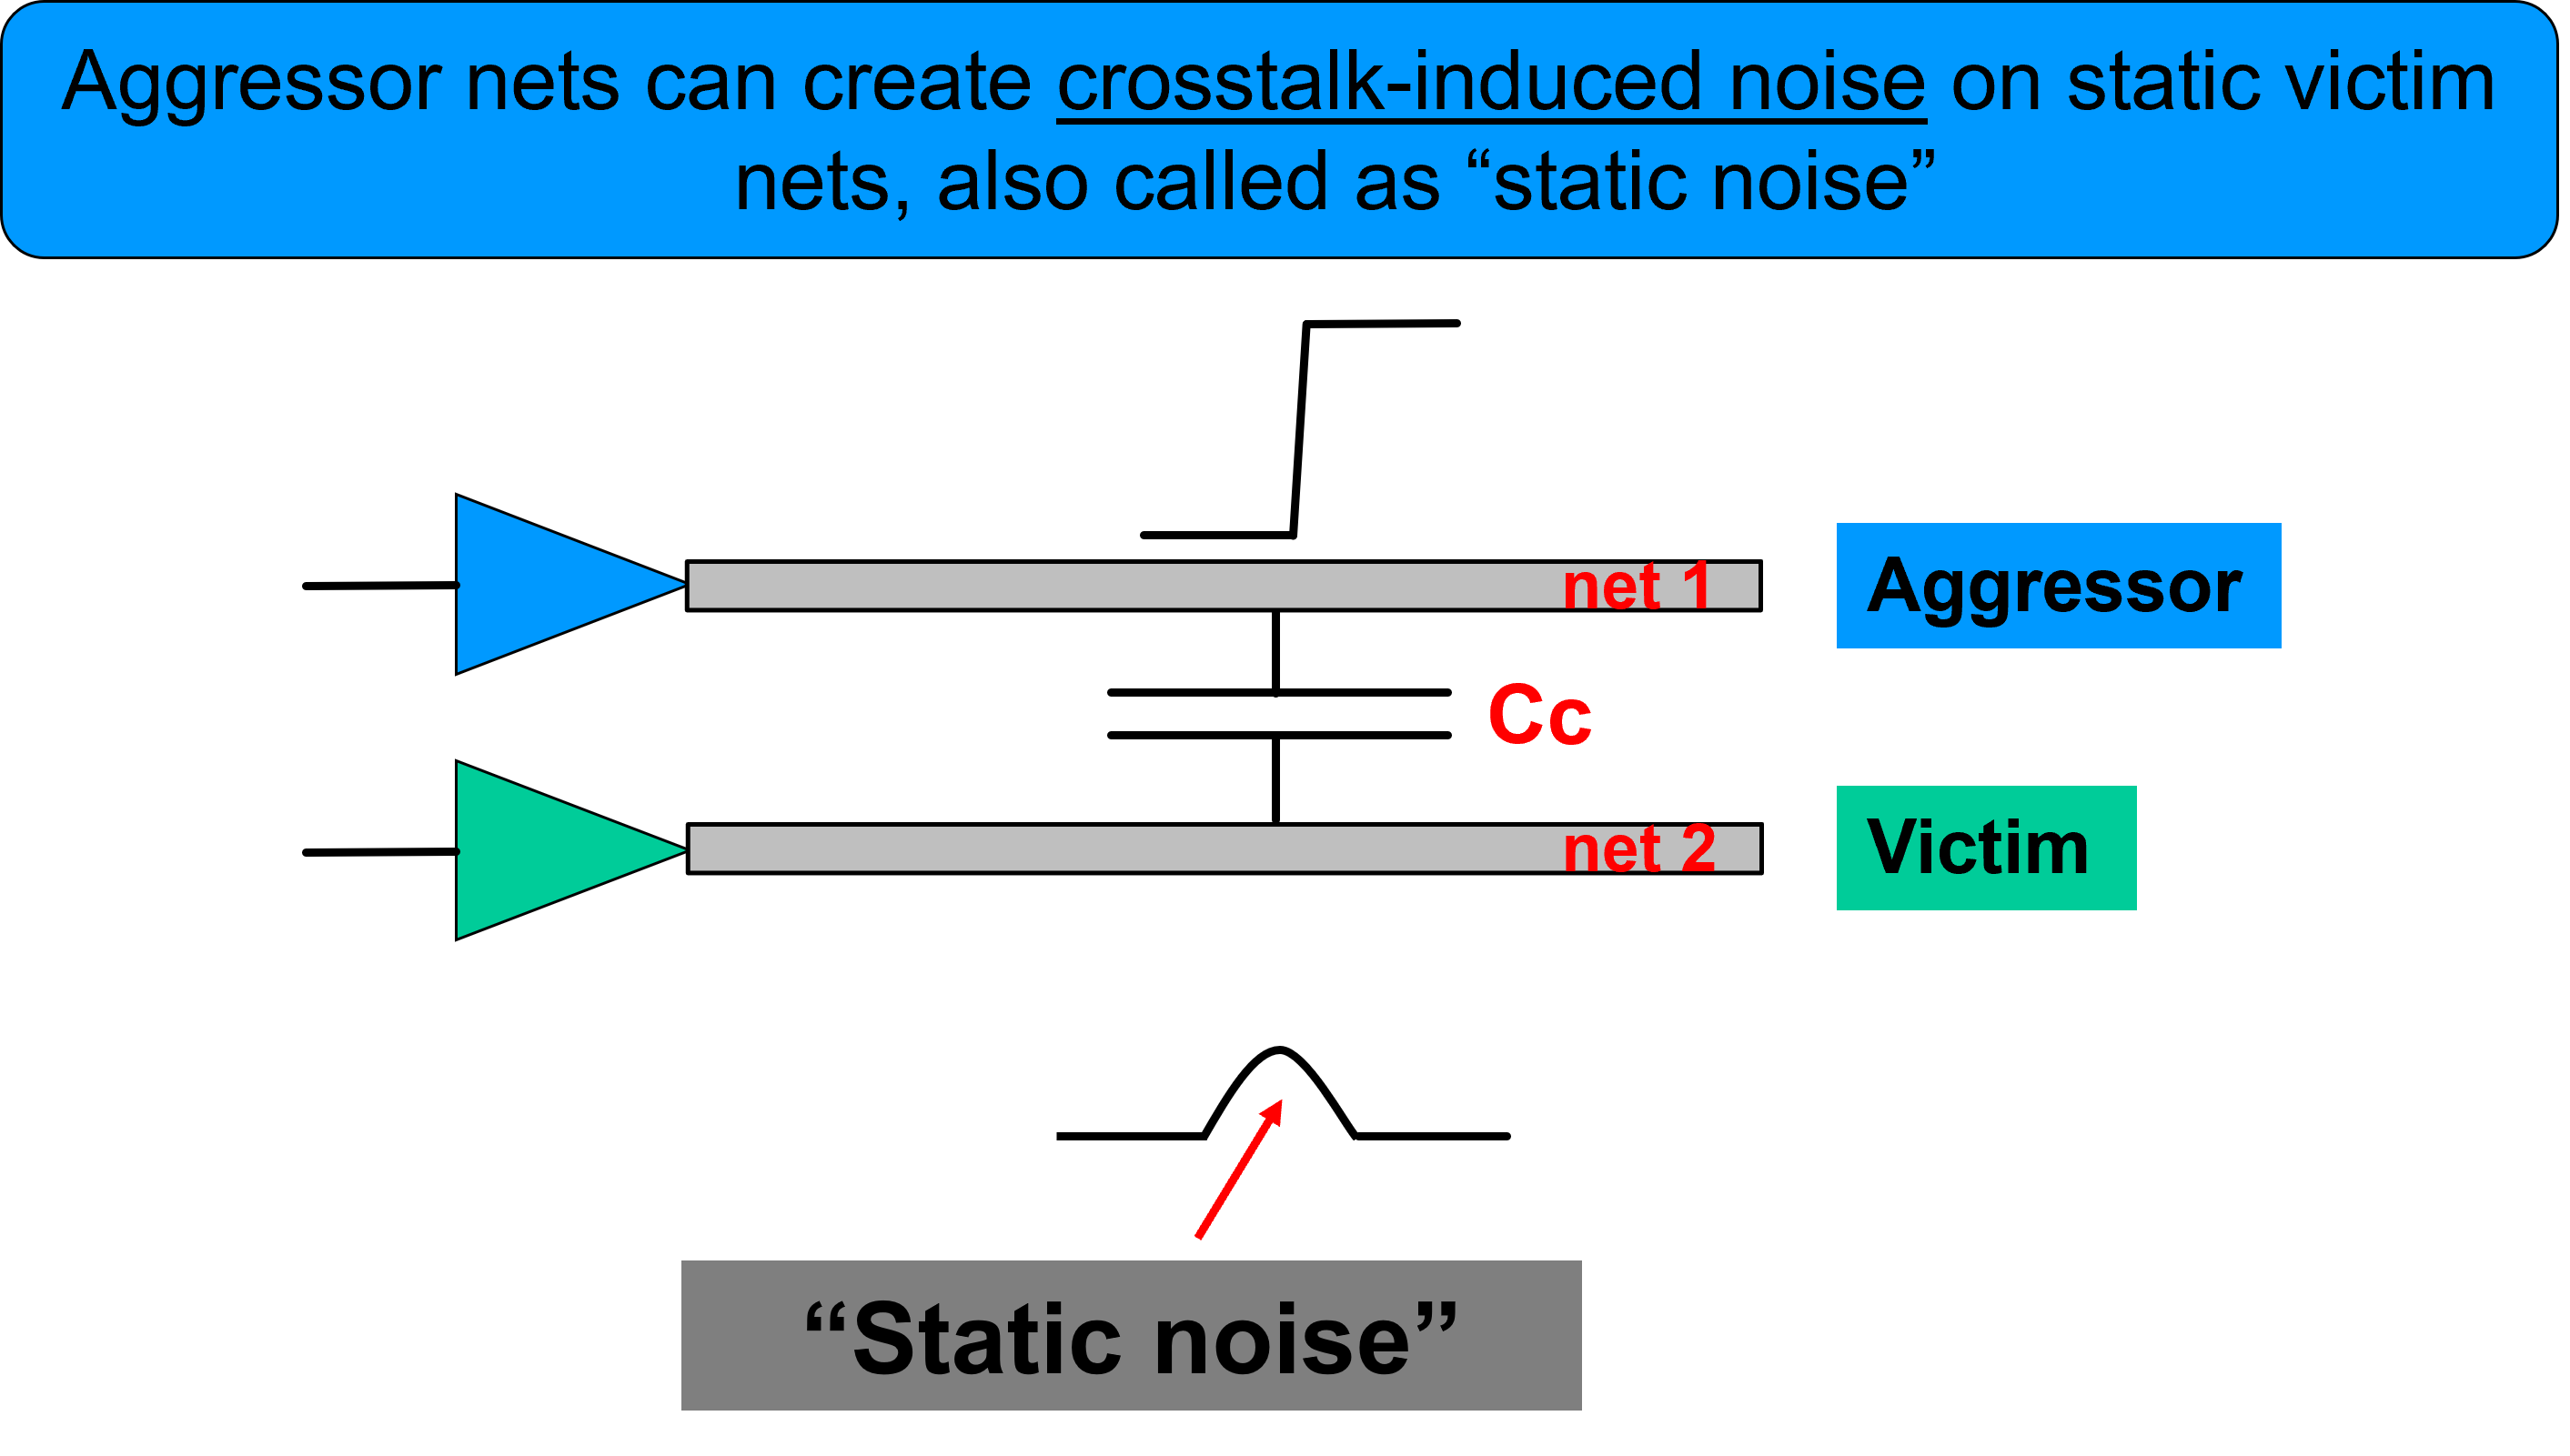 Aggressor nets can create crosstalk-induced noise on static victim
nets, also called as “static noise”
net 1
Aggressor
Cc
net 2
Victim
“Static noise”